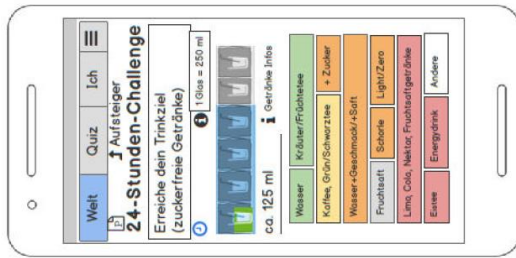 Welt Quiz Ich
Aufsteiger
24-Stunden-Challenge
Erreiche dein Trinkziel
(zuckerfreie Getränke)
1 Glas = 250 ml
ca. 125 ml
Getränke Infos
Wasser Kräuter/Früchtetee
Kaffee, Grün/Schwarztee + Zucker
Wasser+Geschmack/+Saft
Fruchtsaft Schorle Light/Zero
Limo, Cola, Nektar, Fruchtsaftgetränke
Eistee Energydrink Andere